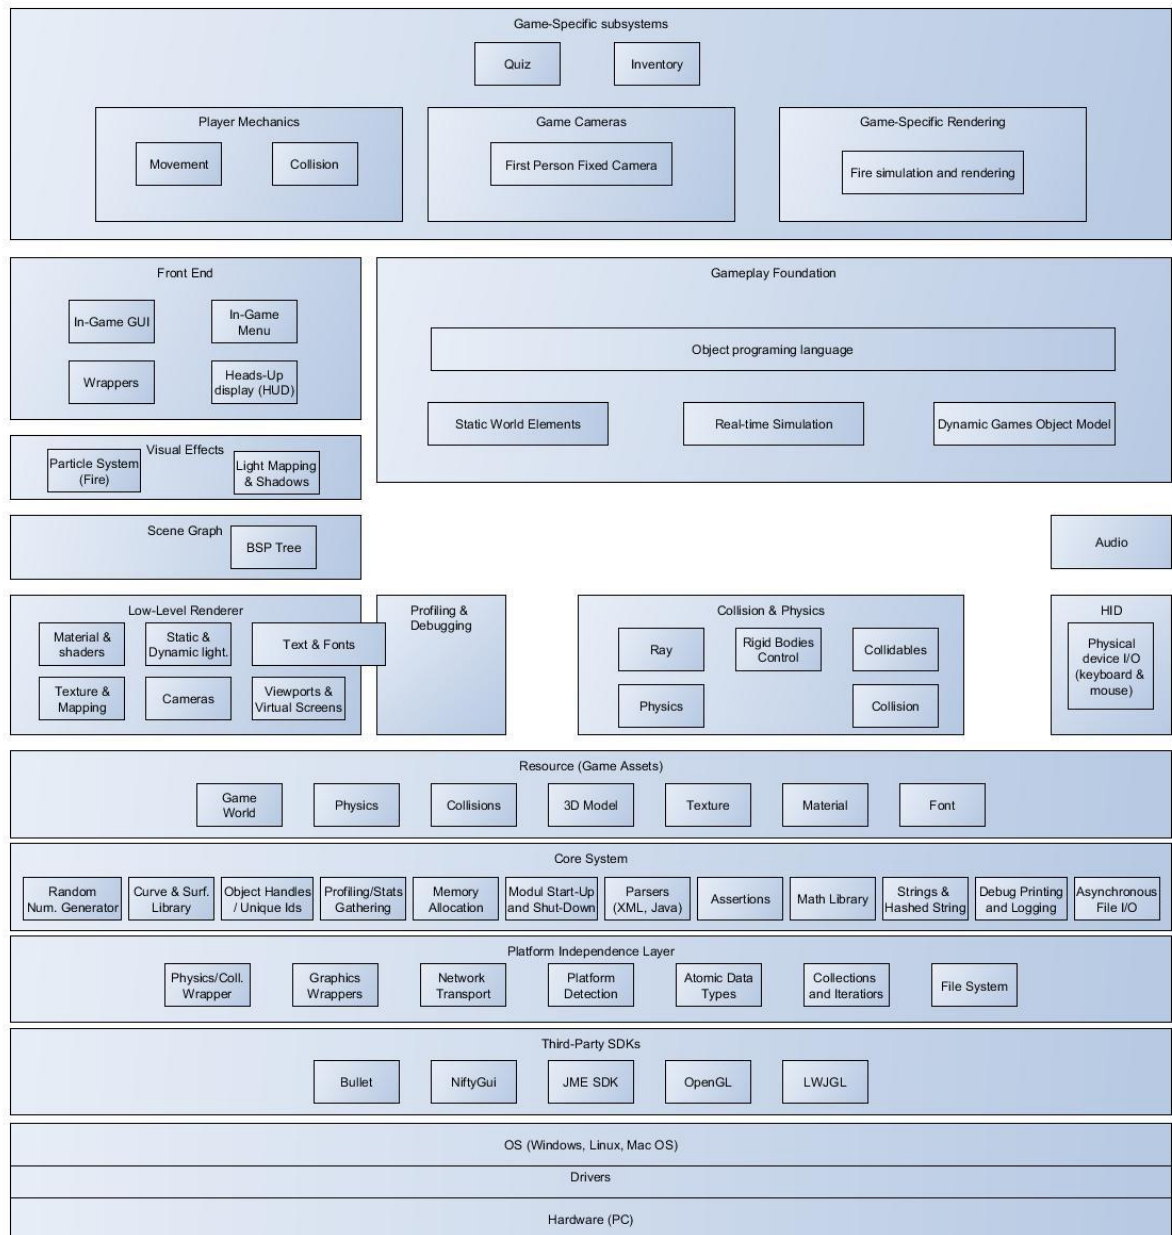 Game-Specific subsystems
Quiz
Inventory
Player Mechanics
Movement
Collision
Game Cameras
First Person Fixed Camera
Game-Specific Rendering
Fire simulation and rendering
Front End
In-Game GUI
In-Game
Menu
Wrappers
Heads-Up
display (HUD)
Gameplay Foundation
Object programing language
Static World Elements
Real-time Simulation
Dynamic Games Object Model
Visual Effects
Particle System
(Fire)
Light Mapping
& Shadows
Scene Graph
BSP Tree
Audio
Low-Level Renderer
Material &
shaders
Static &
Dynamic light.
Text & Fonts
Texture &
Mapping
Cameras
Viewports &
Virtual Screens
Profiling &
Debugging
Collision & Physics
Ray
Rigid Bodies
Control
Collidables
Physics
Collision
HID
Physical
device I/O
(keyboard &
mouse)
Resource (Game Assets)
Game
World
Physics
Collisions
3D Model
Texture
Material
Font
Core System
Random
Num. Generator
Curve & Surf.
Library
Object Handles
/ Unique Ids
Profiling/Stats
Gathering
Memory
Allocation
Modul Start-Up
and Shut-Down
Parsers
(XML, Java)
Assertions
Math Library
Strings &
Hashed String
Debug Printing
and Logging
Asynchronous
File I/O
Platform Independence Layer
Physics/Coll.
Wrapper
Graphics
Wrappers
Network
Transport
Platform
Detection
Atomic Data
Types
Collections
and Iteratiors
File System
Third-Party SDKs
Bullet
NiftyGui
JME SDK
OpenGL
LWJGL
OS (Windows, Linux, Mac OS)
Drivers
Hardware (PC)